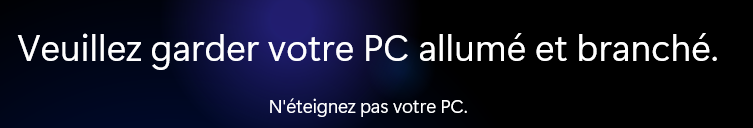 Veuillez garder votre PC allumé et branché.
N'éteignez pas votre PC.